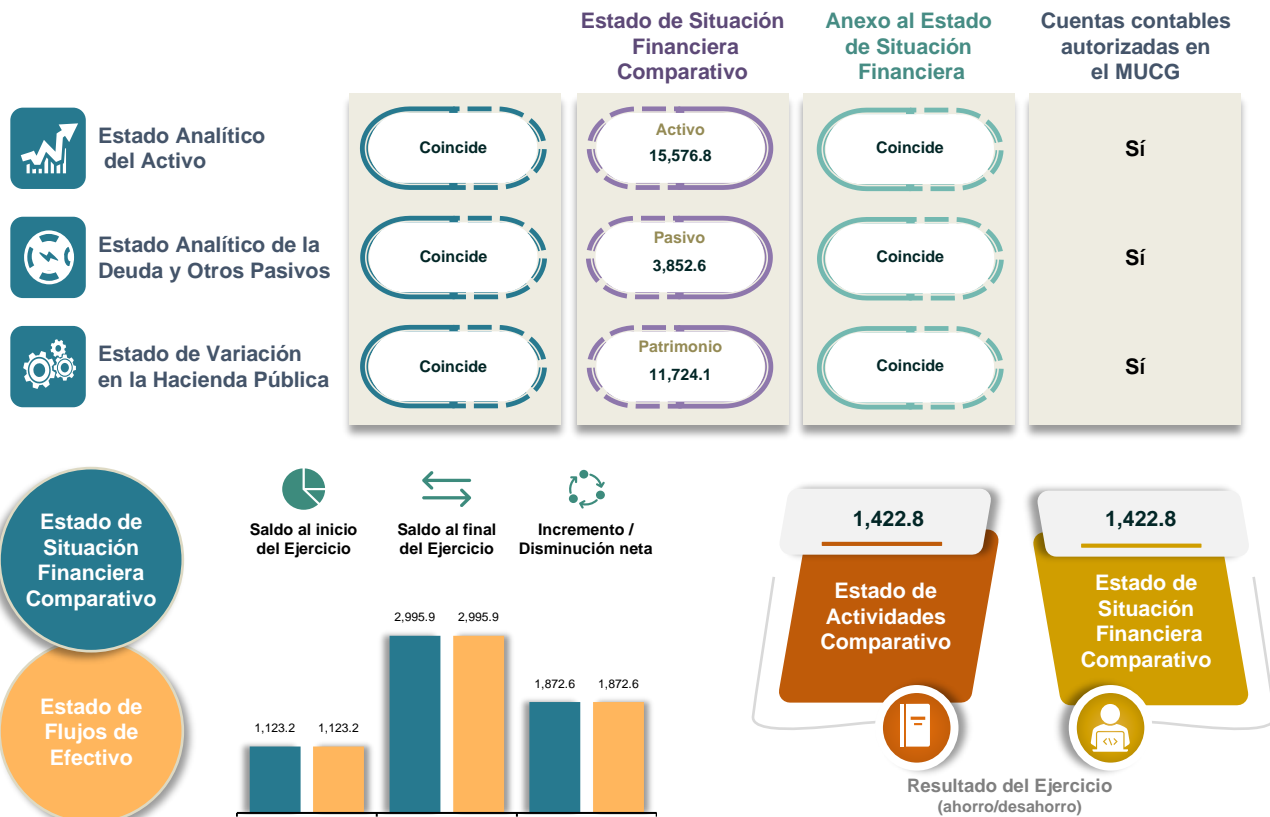 Estado de Situación
Financiera
Comparativo
Anexo al Estado
de Situación
Financiera
Cuentas contables
autorizadas en
el MUCG
Estado Analítico
del Activo
Coincide
Activo
15,576.8
Coincide
Sí
Estado Analítico de la
Deuda y Otros Pasivos
Coincide
Pasivo
3,852.6
Coincide
Sí
Estado de Variación
en la Hacienda Pública
Coincide
Patrimonio
11,724.1
Coincide
Sí
Estado de
Situación
Financiera
Comparativo
Estado de
Flujos de
Efectivo
Saldo al inicio
del Ejercicio
Saldo al final
del Ejercicio
Incremento /
Disminución neta
1,123.2 1,123.2
2,995.9 2,995.9
1,872.6 1,872.6
1,422.8
Estado de
Actividades
Comparativo
1,422.8
Estado de
Situación
Financiera
Comparativo
Resultado del Ejercicio
(ahorro/desahorro)